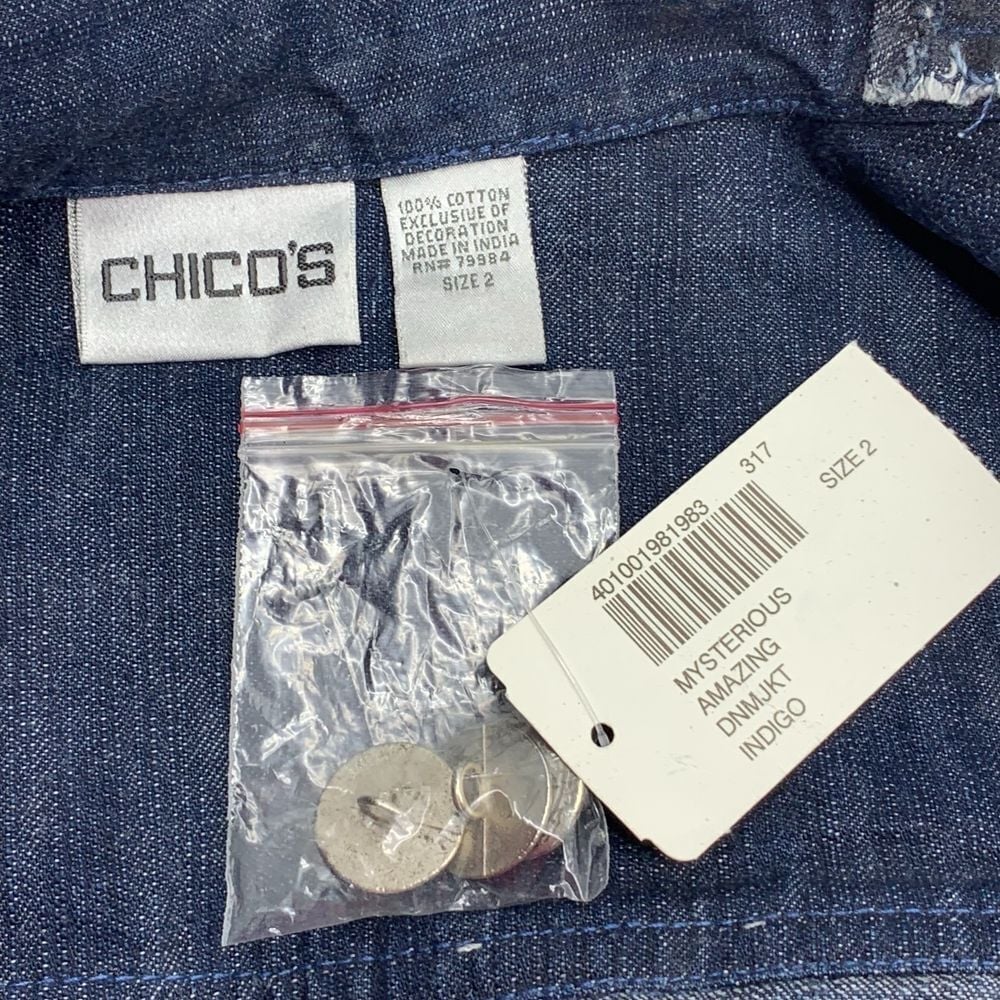 CHICO'S
100% COTTON
EXCLUSIVE OF
DECORATION
MADE IN INDIA
RN# 79984
SIZE 2
317
SIZE 2
401001981983
MYSTERIOUS
AMAZING
DNMJKT
INDIGO